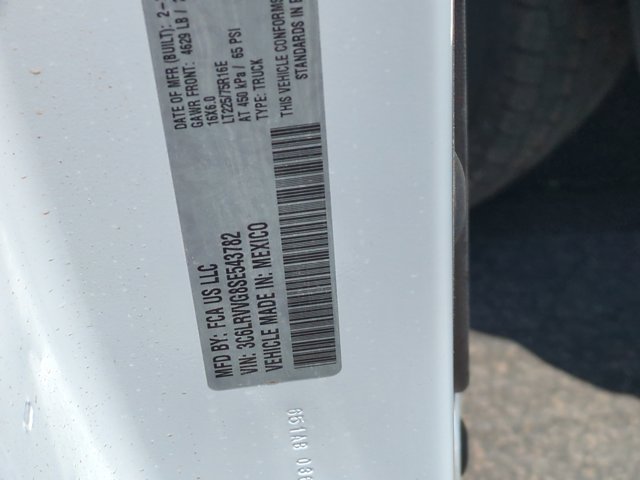 MFD BY: FCA US LLC
VIN: 3C6LRVVG8SE543782
VEHICLE MADE IN: MEXICO
DATE OF MFR (BUILT): 2-
GAWR FRONT: 4629 LB /
16X6.0
LT225/75R16E
AT 450 kPa / 65 PSI
TYPE: TRUCK
THIS VEHICLE CONFORMS
STANDARDS IN